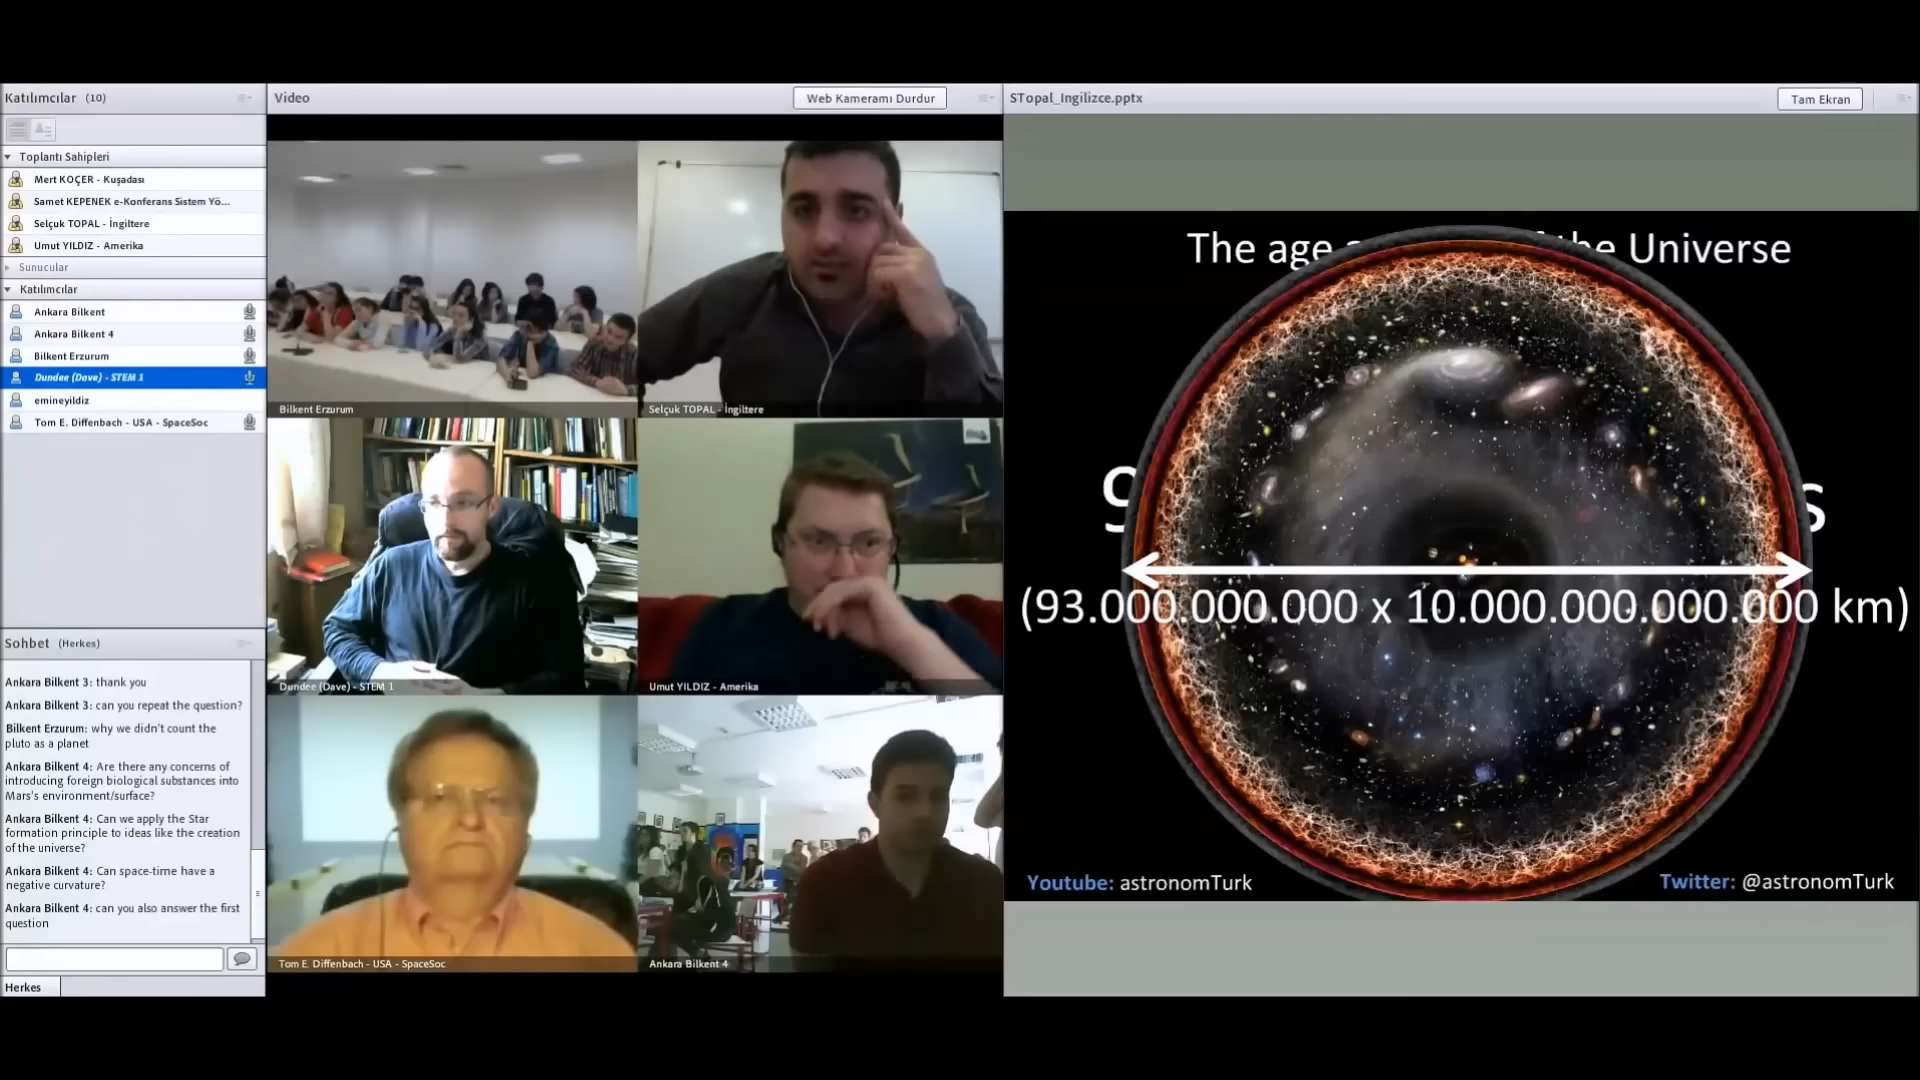 Katılımcılar (10)
Toplantı Sahipleri
Mert KOÇER - Kuşadası
Samet KEPENEK e-Konferans Sistem Yö...
Selçuk TOPAL - İngiltere
Umut YILDIZ - Amerika
Sunucular
Katılımcılar
Ankara Bilkent
Ankara Bilkent 4
Bilkent Erzurum
Dundee (Dave) - STEM 1
emineyildiz
Tom E. Diffenbach - USA - SpaceSoc
Sohbet (Herkes)
Ankara Bilkent 3: thank you
Ankara Bilkent 3: can you repeat the question?
Bilkent Erzurum: why we didn't count the
pluto as a planet
Ankara Bilkent 4: Are there any concerns of
introducing foreign biological substances into
Mars's environment/surface?
Ankara Bilkent 4: Can we apply the Star
formation principle to ideas like the creation
of the universe?
Ankara Bilkent 4: Can space-time have a
negative curvature?
Ankara Bilkent 4: can you also answer the first
question
Herkes
Video
Web Kameramı Durdur
Bilkent Erzurum
Selçuk TOPAL - İngiltere
Dundee (Dave) - STEM 1
Umut YILDIZ - Amerika
Tom E. Diffenbach - USA - SpaceSoc
Ankara Bilkent 4
STopal_Ingilizce.pptx
Tam Ekran
The age Universe
(93.000.000.000 x 10.000.000.000.000 km)
Youtube: astronomTurk
Twitter: @astronomTurk